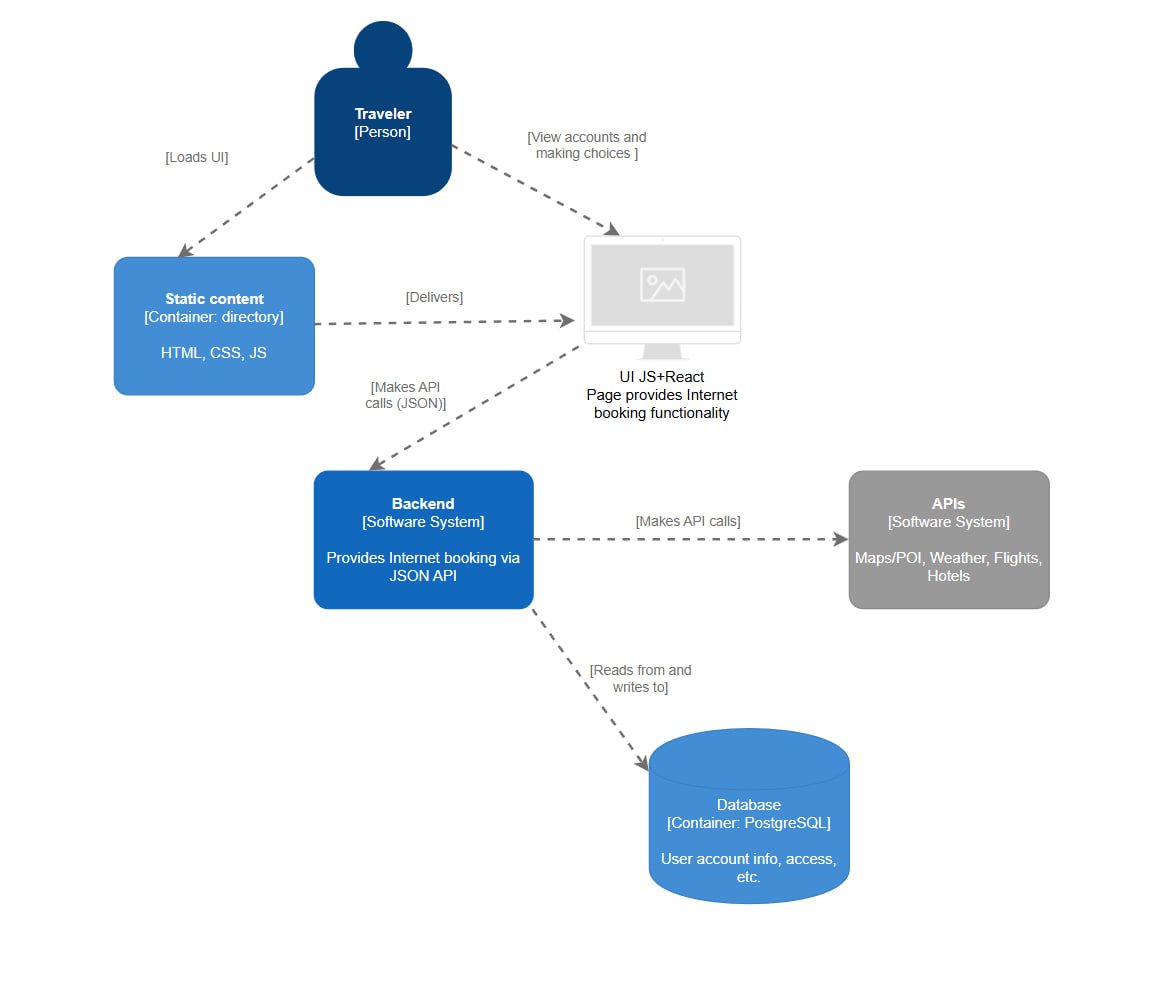 Traveler
[Person]
[Loads UI]
[View accounts and
making choices ]
Static content
[Container: directory]
HTML, CSS, JS
[Delivers]
UI JS+React
Page provides Internet
booking functionality
[Makes API
calls (JSON)]
Backend
[Software System]
Provides Internet booking via
JSON API
[Makes API calls]
APIs
[Software System]
Maps/POI, Weather, Flights,
Hotels
[Reads from and
writes to]
Database
[Container: PostgreSQL]
User account info, access,
etc.